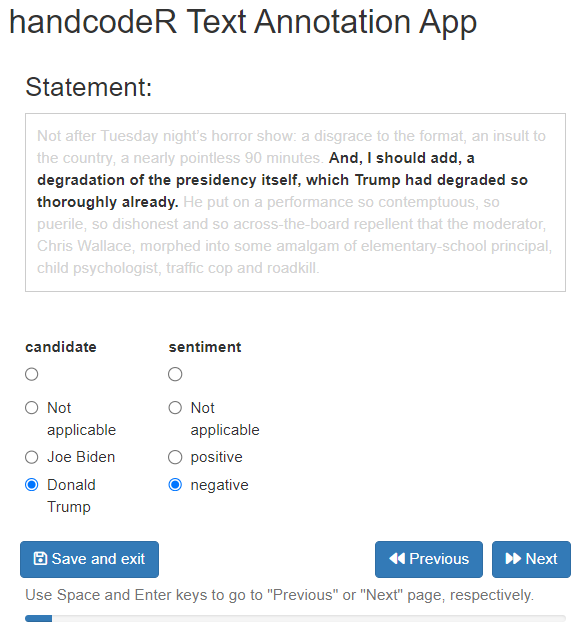 handcodeR Text Annotation App
Statement:
Not after Tuesday night's horror show: a disgrace to the format, an insult to
the country, a nearly pointless 90 minutes. And, I should add, a
degradation of the presidency itself, which Trump had degraded so
thoroughly already. He put on a performance so contemptuous, so
puerile, so dishonest and so across-the-board repellent that the moderator,
Chris Wallace, morphed into some amalgam of elementary-school principal,
child psychologist, traffic cop and roadkill.
candidate
Not
applicable
Joe Biden
Donald
Trump
sentiment
Not
applicable
positive
negative
Save and exit
Previous
Next
Use Space and Enter keys to go to "Previous" or "Next" page, respectively.